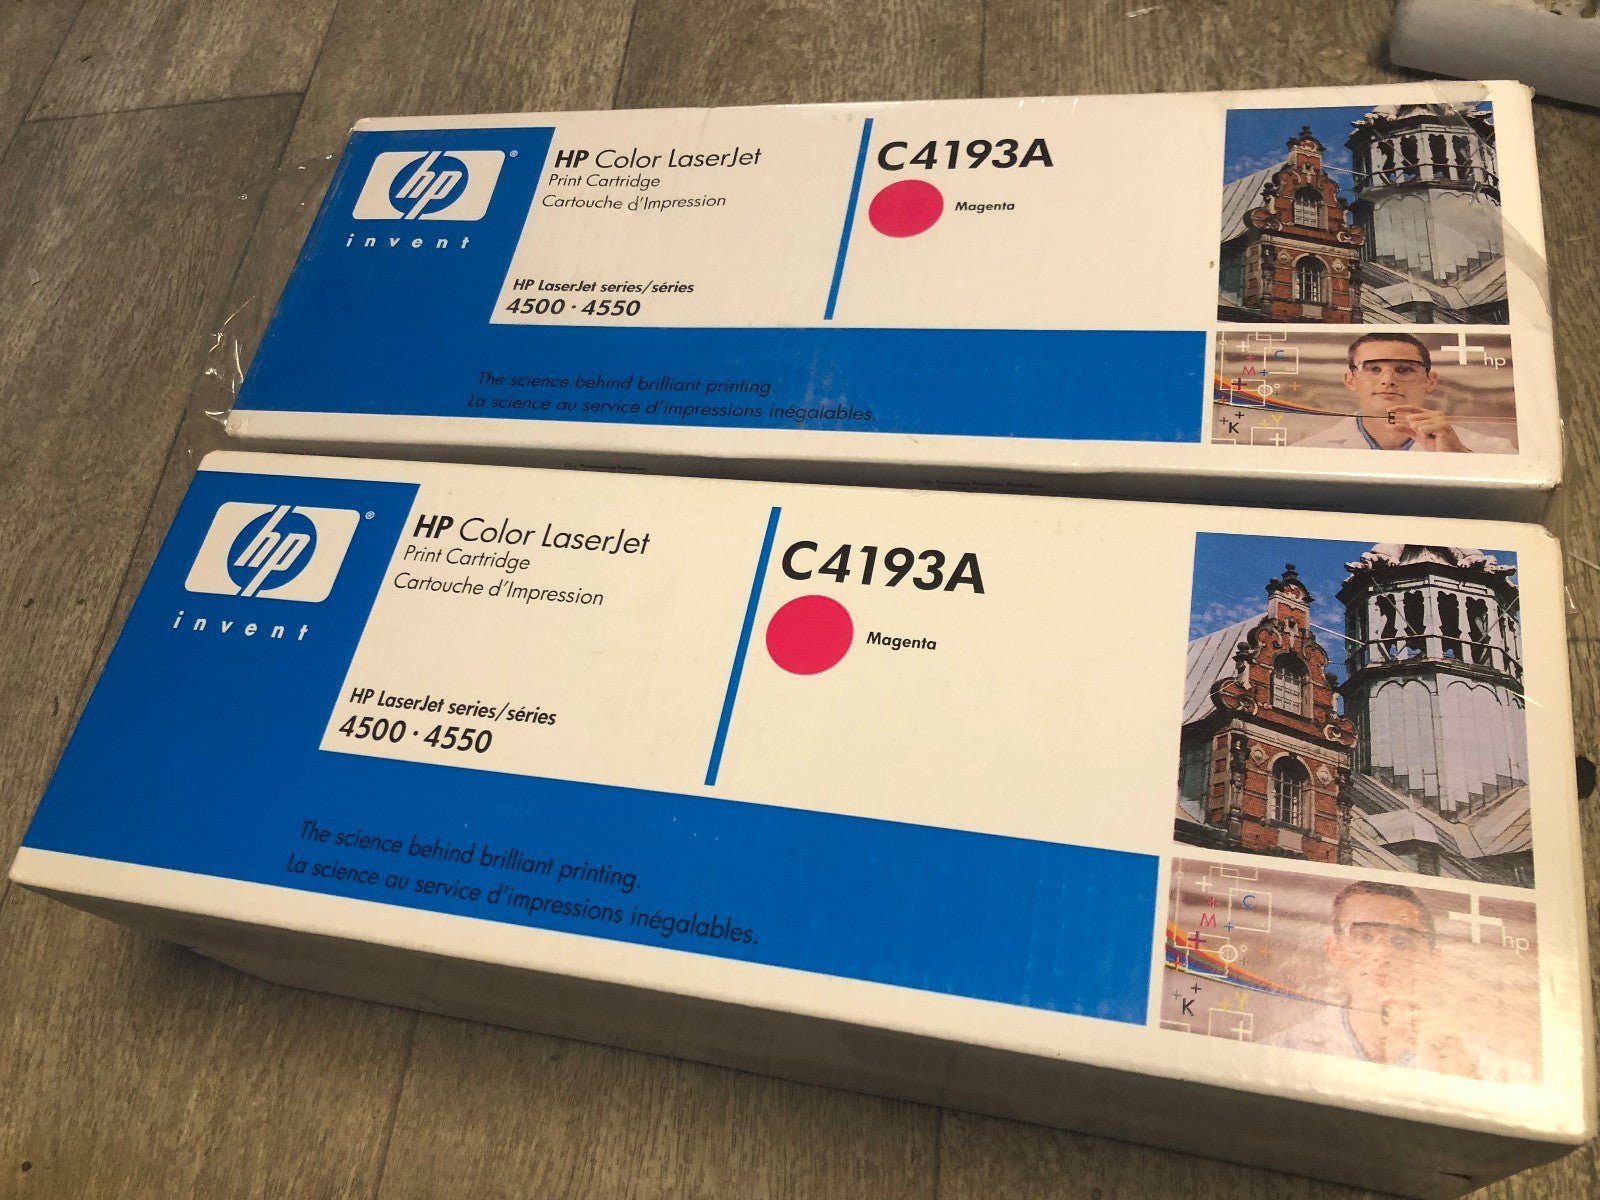 hp®
invent
HP Color LaserJet
Print Cartridge
Cartouche d'Impression
HP LaserJet series/séries
4500 · 4550
C4193A
Magenta
The science behind brilliant printing.
La science au service d'impressions inégalables.
C
M
K
Y
E
hp
hp®
invent
HP Color LaserJet
Print Cartridge
Cartouche d'Impression
HP LaserJet series/séries
4500 · 4550
C4193A
Magenta
The science behind brilliant printing.
La science au service d'impressions inégalables.
C
M
K
Y
hp